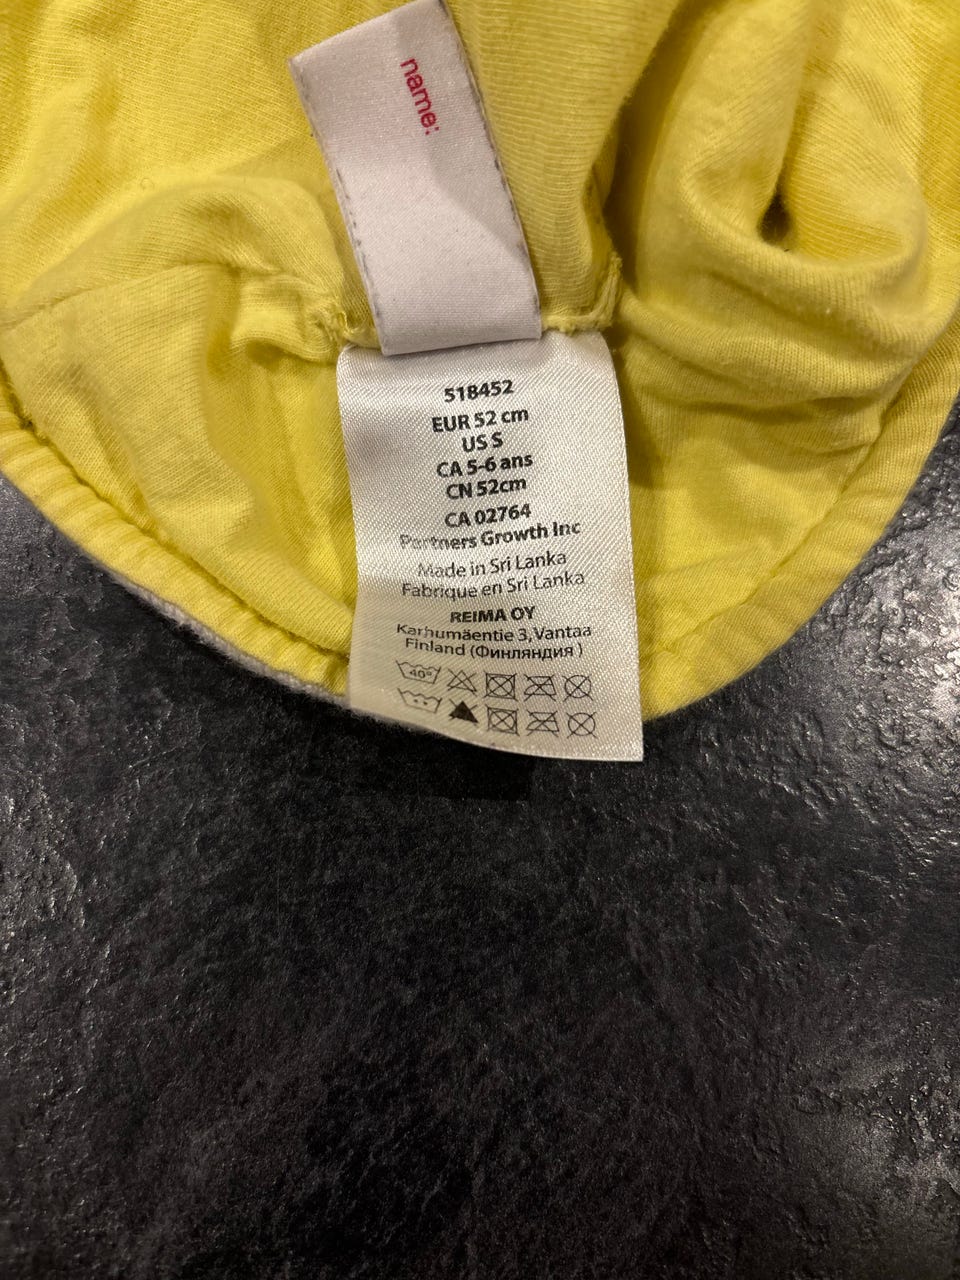 name:
518452
EUR 52 cm
US S
CA 5-6 ans
CN 52cm
CA 02764
Partners Growth Inc
Made in Sri Lanka
Fabrique en Sri Lanka
REIMA OY
Karhumäentie 3, Vantaa
Finland (Финляндия )
40°